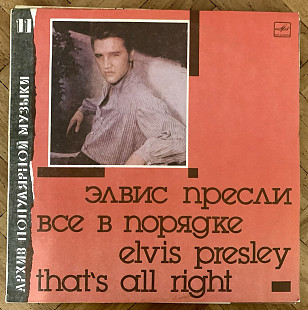 11
АРХИВ ПОПУЛЯРНОЙ МУЗЫКИ
элвис пресли
все в порядке
elvis presley
that's all right